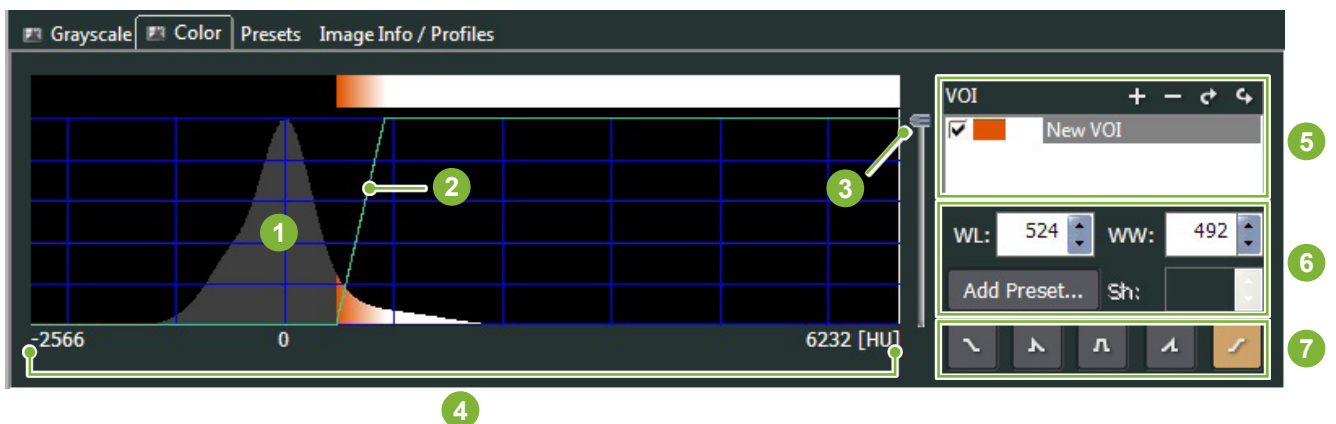 Grayscale Color Presets Image Info / Profiles
VOI
New VOI
5
3
2
1
WL: 524 WW: 492
6
Add Preset... Sh:
-2566 0 6232 [HU]
7
4